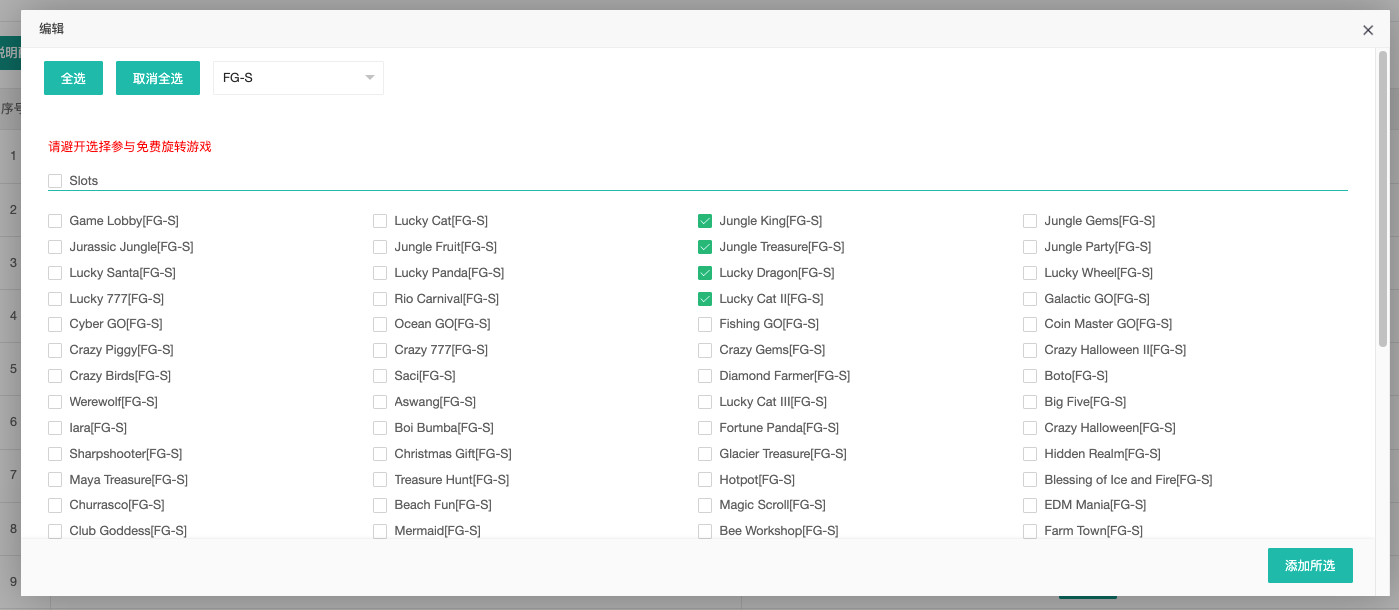 编辑
全选 取消全选 FG-S
序号
请避开选择参与免费旋转游戏
Slots
1
Game Lobby[FG-S] Lucky Cat[FG-S] Jungle King[FG-S] Jungle Gems[FG-S]
2
Jurassic Jungle[FG-S] Jungle Fruit[FG-S] Jungle Treasure[FG-S] Jungle Party[FG-S]
Lucky Santa[FG-S] Lucky Panda[FG-S] Lucky Dragon[FG-S] Lucky Wheel[FG-S]
3
Lucky 777[FG-S] Rio Carnival[FG-S] Lucky Cat II[FG-S] Galactic GO[FG-S]
4
Cyber GO[FG-S] Ocean GO[FG-S] Fishing GO[FG-S] Coin Master GO[FG-S]
Crazy Piggy[FG-S] Crazy 777[FG-S] Crazy Gems[FG-S] Crazy Halloween II[FG-S]
5
Crazy Birds[FG-S] Saci[FG-S] Diamond Farmer[FG-S] Boto[FG-S]
Werewolf[FG-S] Aswang[FG-S] Lucky Cat III[FG-S] Big Five[FG-S]
6
Iara[FG-S] Boi Bumba[FG-S] Fortune Panda[FG-S] Crazy Halloween[FG-S]
Sharpshooter[FG-S] Christmas Gift[FG-S] Glacier Treasure[FG-S] Hidden Realm[FG-S]
7
Maya Treasure[FG-S] Treasure Hunt[FG-S] Hotpot[FG-S] Blessing of Ice and Fire[FG-S]
Churrasco[FG-S] Beach Fun[FG-S] Magic Scroll[FG-S] EDM Mania[FG-S]
8
Club Goddess[FG-S] Mermaid[FG-S] Bee Workshop[FG-S] Farm Town[FG-S]
添加所选
9